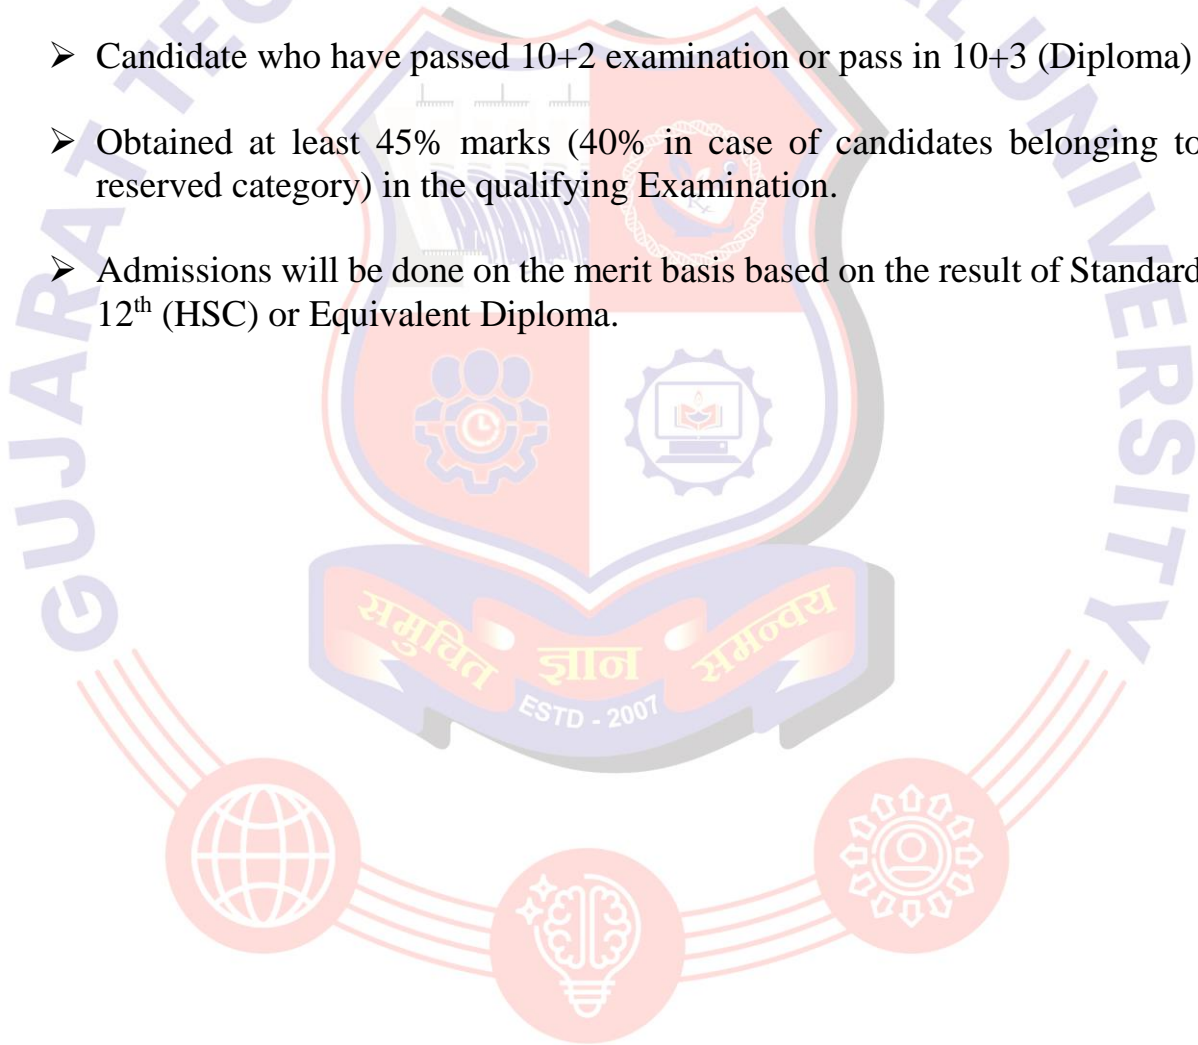 ➢ Candidate who have passed 10+2 examination or pass in 10+3 (Diploma)
➢ Obtained at least 45% marks (40% in case of candidates belonging to
reserved category) in the qualifying Examination.
➢ Admissions will be done on the merit basis based on the result of Standard
12th (HSC) or Equivalent Diploma.
GUJARAT TEC
AL UNIVERSITY
समुचित ज्ञान समन्वय
ESTD - 2007